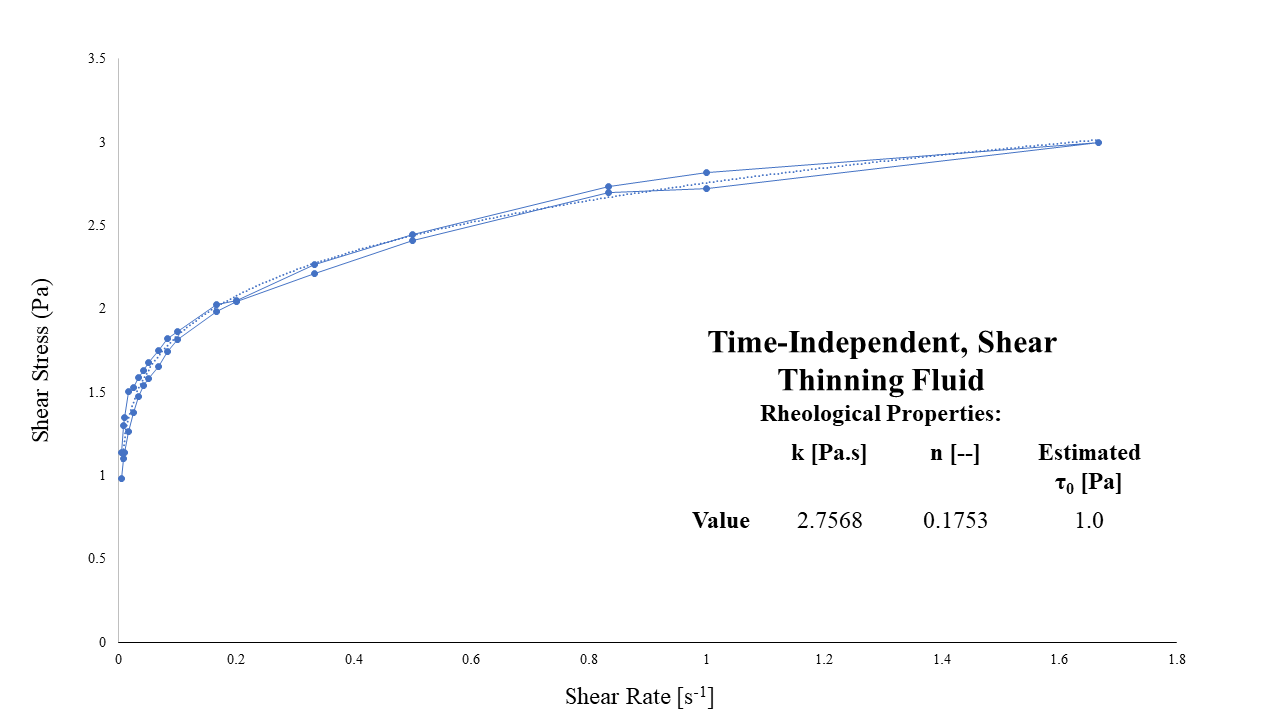 3.5
3
2.5
2
1.5
1
0.5
0
0 0.2 0.4 0.6 0.8 1 1.2 1.4 1.6 1.8
Shear Stress (Pa)
Shear Rate [s⁻¹]
Time-Independent, Shear
Thinning Fluid
Rheological Properties:
k [Pa.s] n [--] Estimated
τ₀ [Pa]
Value 2.7568 0.1753 1.0